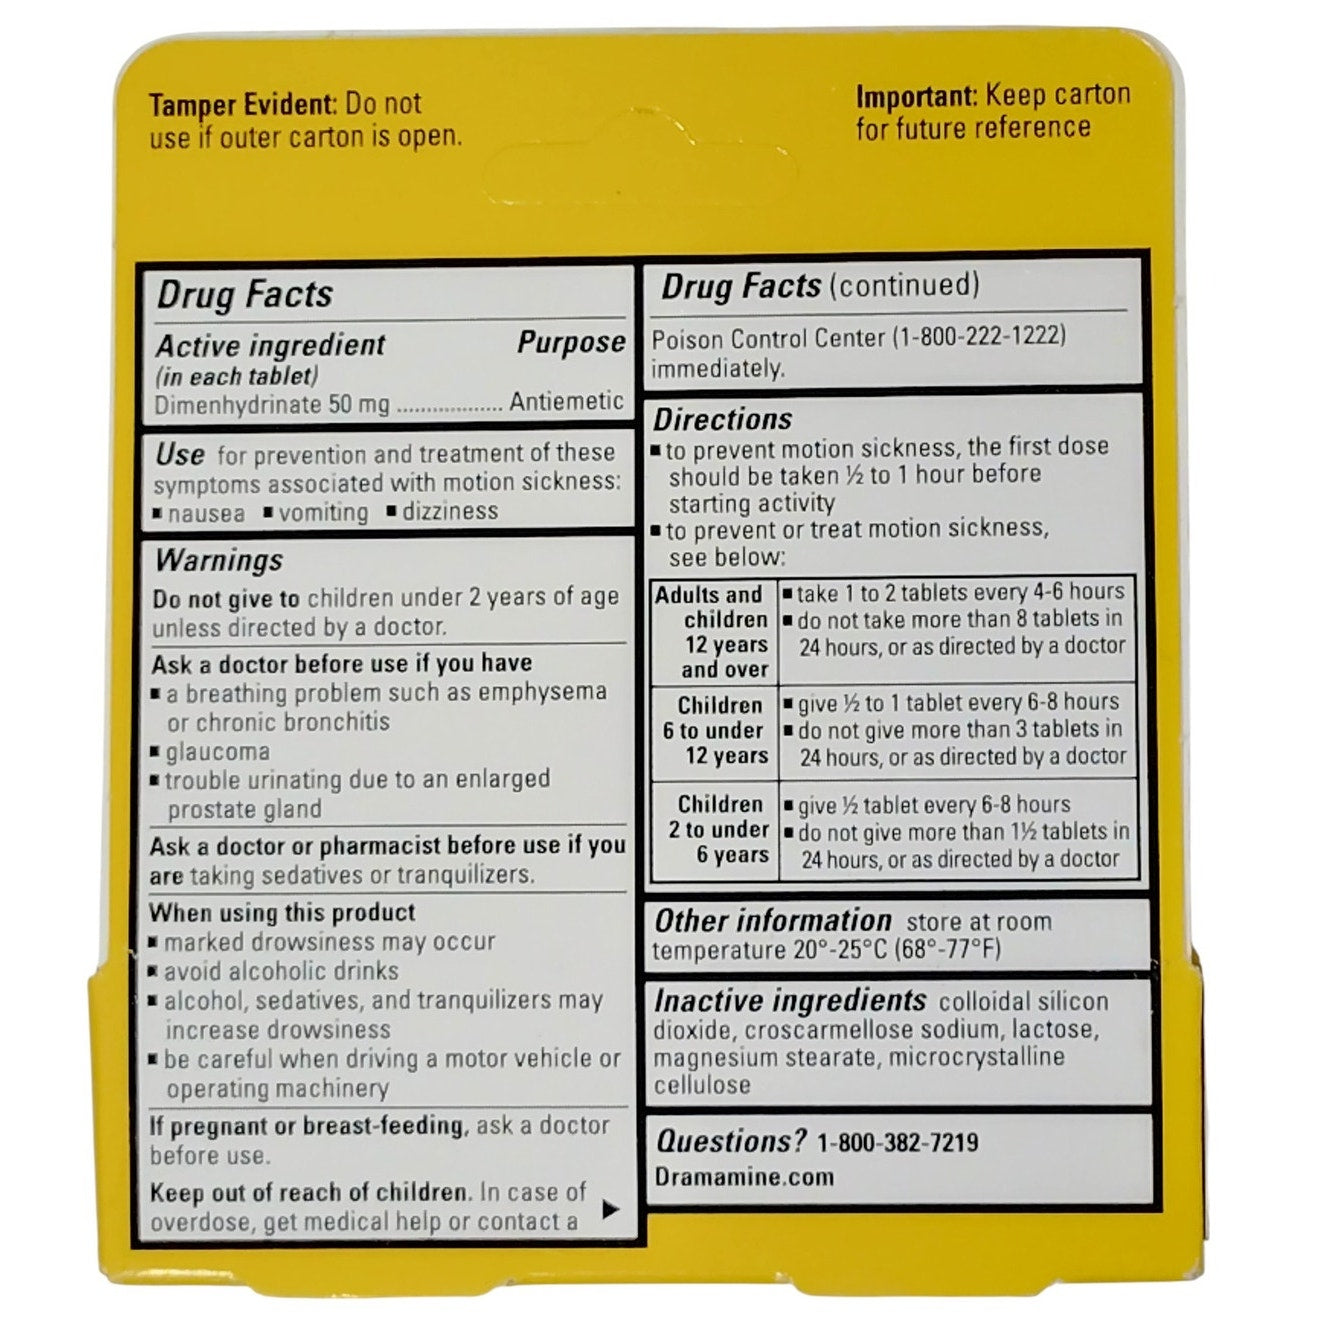 Tamper Evident: Do not
use if outer carton is open.
Important: Keep carton
for future reference
Drug Facts
Active ingredient Purpose
(in each tablet)
Dimenhydrinate 50 mg .................. Antiemetic
Use for prevention and treatment of these
symptoms associated with motion sickness:
▪ nausea ▪ vomiting ▪ dizziness
Warnings
Do not give to children under 2 years of age
unless directed by a doctor.
Ask a doctor before use if you have
▪ a breathing problem such as emphysema
or chronic bronchitis
▪ glaucoma
▪ trouble urinating due to an enlarged
prostate gland
Ask a doctor or pharmacist before use if you
are taking sedatives or tranquilizers.
When using this product
▪ marked drowsiness may occur
▪ avoid alcoholic drinks
▪ alcohol, sedatives, and tranquilizers may
increase drowsiness
▪ be careful when driving a motor vehicle or
operating machinery
If pregnant or breast-feeding, ask a doctor
before use.
Keep out of reach of children. In case of
overdose, get medical help or contact a
Drug Facts (continued)
Poison Control Center (1-800-222-1222)
immediately.
Directions
▪ to prevent motion sickness, the first dose
should be taken ½ to 1 hour before
starting activity
▪ to prevent or treat motion sickness,
see below:
Adults and
children
12 years
and over
▪ take 1 to 2 tablets every 4-6 hours
▪ do not take more than 8 tablets in
24 hours, or as directed by a doctor
Children
6 to under
12 years
▪ give ½ to 1 tablet every 6-8 hours
▪ do not give more than 3 tablets in
24 hours, or as directed by a doctor
Children
2 to under
6 years
▪ give ½ tablet every 6-8 hours
▪ do not give more than 1½ tablets in
24 hours, or as directed by a doctor
Other information store at room
temperature 20°-25°C (68°-77°F)
Inactive ingredients colloidal silicon
dioxide, croscarmellose sodium, lactose,
magnesium stearate, microcrystalline
cellulose
Questions? 1-800-382-7219
Dramamine.com